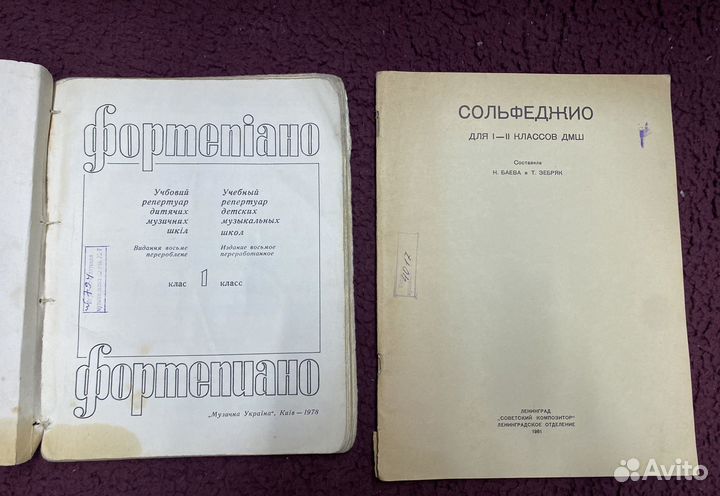 фортепіано
Учбовий
репертуар
дитячих
музичних
шкіл
Видання восьме
перероблене
Учебный
репертуар
детских
музыкальных
школ
Издание восьмое
переработанное
клас 1 класс
фортепиано
„Музична Україна", Київ — 1978
СОЛЬФЕДЖИО
ДЛЯ I—II КЛАССОВ ДМШ
Составили
Н. БАЕВА и Т. ЗЕБРЯК
ЛЕНИНГРАД
„СОВЕТСКИЙ КОМПОЗИТОР"
ЛЕНИНГРАДСКОЕ ОТДЕЛЕНИЕ
1981
Avito